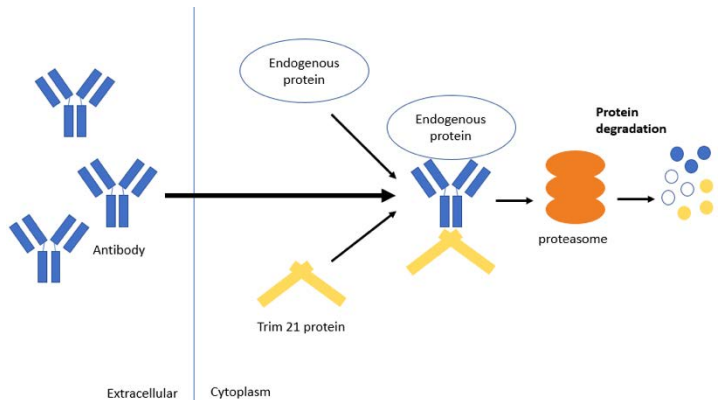 Endogenous
protein
Endogenous
protein
Protein
degradation
Antibody
proteasome
Trim 21 protein
Extracellular
Cytoplasm